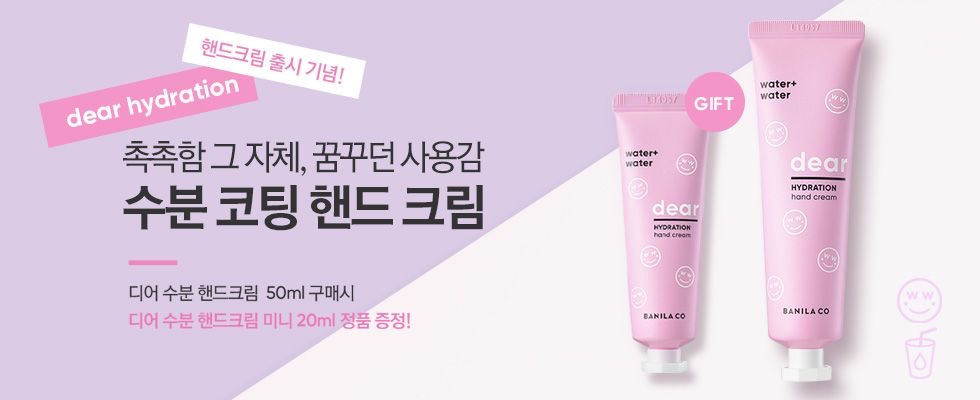 핸드크림 출시 기념!
dear hydration
촉촉함 그 자체, 꿈꾸던 사용감
수분 코팅 핸드 크림
디어 수분 핸드크림 50ml 구매시
디어 수분 핸드크림 미니 20ml 정품 증정!
GIFT
water+
water
dear
HYDRATION
hand cream
BANILA CO
water+
water
dear
HYDRATION
hand cream
BANILA CO
w w